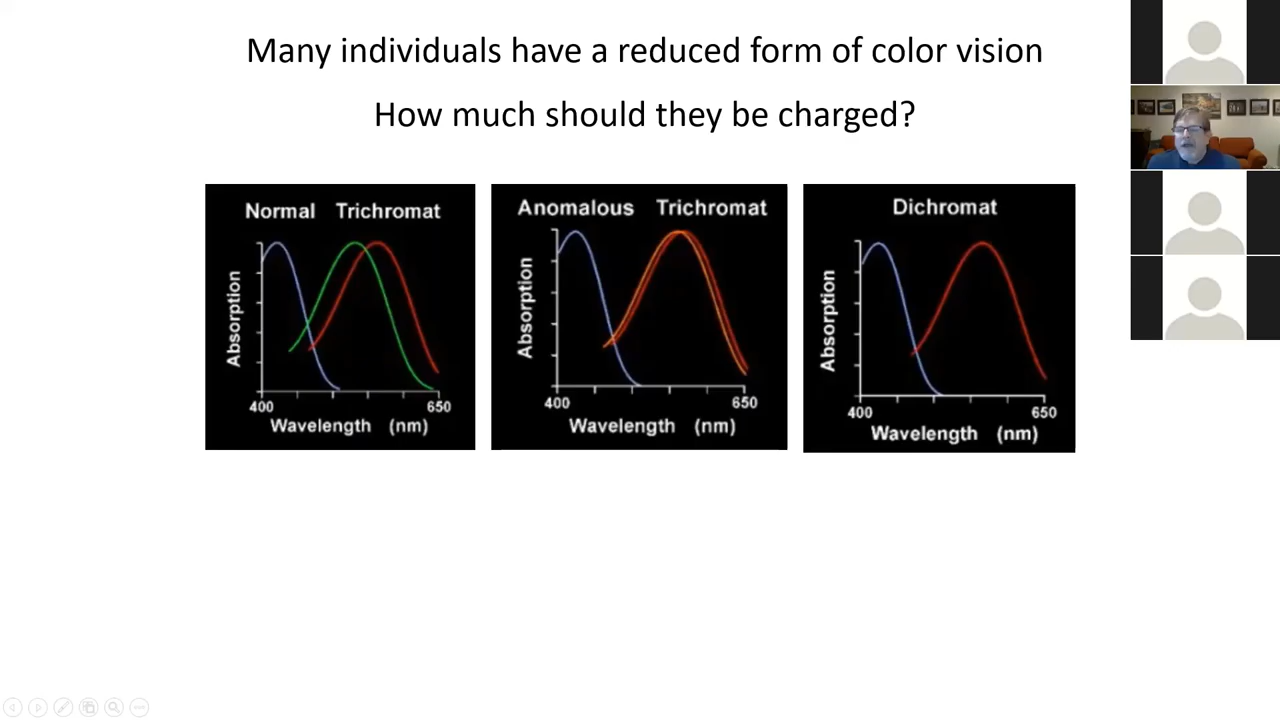 Many individuals have a reduced form of color vision
How much should they be charged?
Normal Trichromat
Absorption
400
650
Wavelength (nm)
Anomalous Trichromat
Absorption
400
650
Wavelength (nm)
Dichromat
Absorption
400
650
Wavelength (nm)